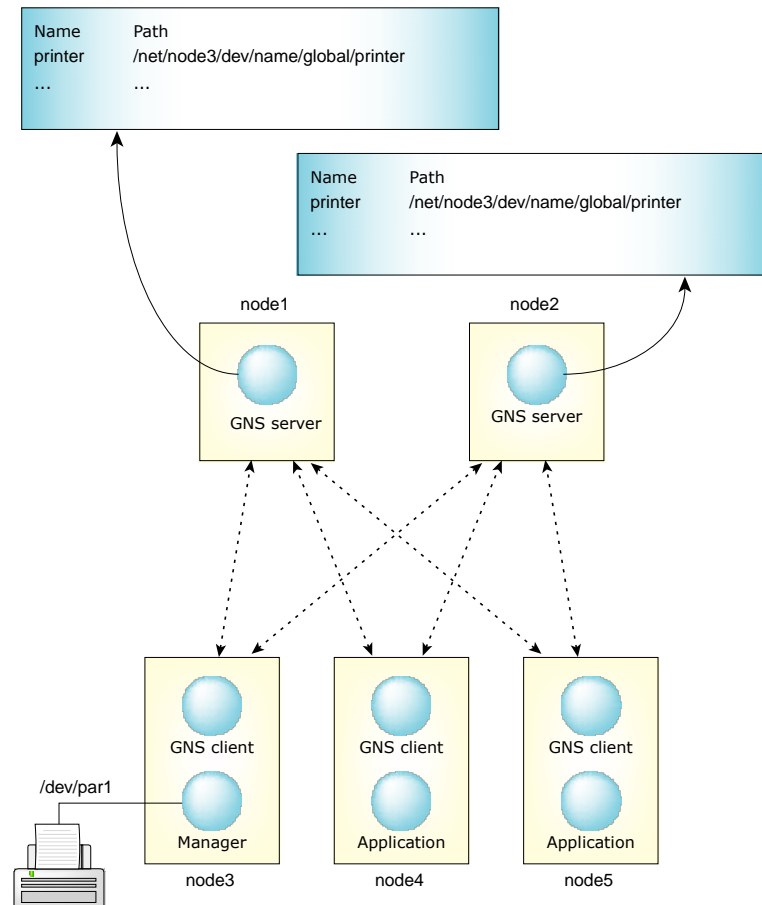 Name Path
printer /net/node3/dev/name/global/printer
... ...
Name Path
printer /net/node3/dev/name/global/printer
... ...
node1 node2
GNS server GNS server
GNS client GNS client GNS client
/dev/par1
Manager Application Application
node3 node4 node5